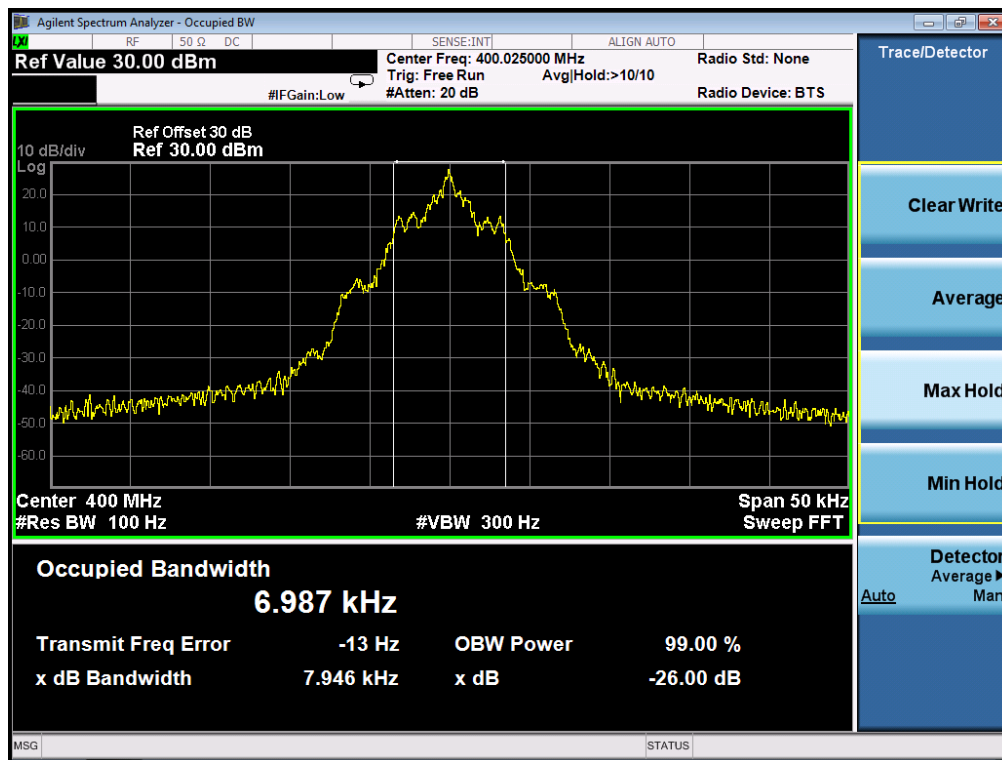 Agilent Spectrum Analyzer - Occupied BW
LXI RF 50 Ω DC SENSE:INT ALIGN AUTO
Ref Value 30.00 dBm
Center Freq: 400.025000 MHz Radio Std: None
Trig: Free Run Avg|Hold:>10/10
#IFGain:Low #Atten: 20 dB Radio Device: BTS
Ref Offset 30 dB
10 dB/div Ref 30.00 dBm
Log
20.0
10.0
0.00
-10.0
-20.0
-30.0
-40.0
-50.0
-60.0
Center 400 MHz Span 50 kHz
#Res BW 100 Hz #VBW 300 Hz Sweep FFT
Occupied Bandwidth
6.987 kHz
Transmit Freq Error -13 Hz OBW Power 99.00 %
x dB Bandwidth 7.946 kHz x dB -26.00 dB
MSG STATUS
Trace/Detector
Clear Write
Average
Max Hold
Min Hold
Detector
Average
Auto Man